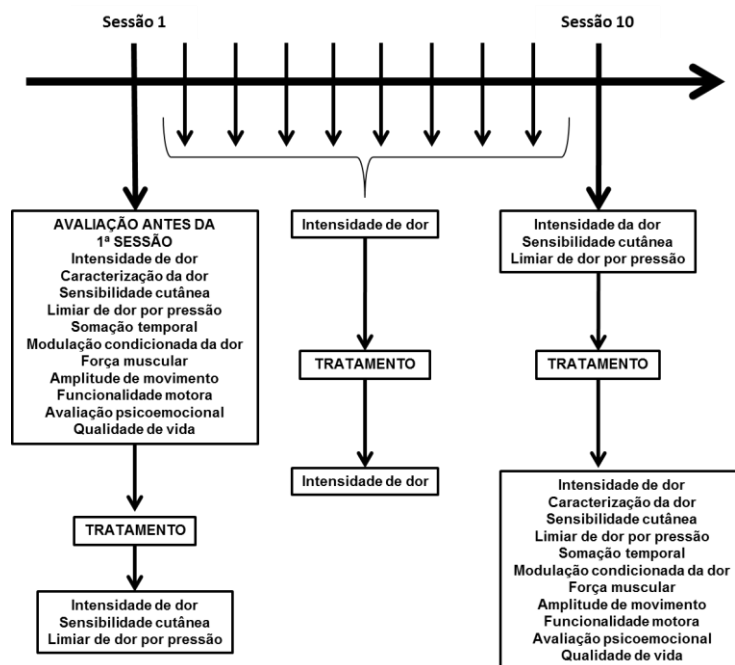 Sessão 1
Sessão 10
AVALIAÇÃO ANTES DA
1ª SESSÃO
Intensidade de dor
Caracterização da dor
Sensibilidade cutânea
Limiar de dor por pressão
Somação temporal
Modulação condicionada da dor
Força muscular
Amplitude de movimento
Funcionalidade motora
Avaliação psicoemocional
Qualidade de vida
TRATAMENTO
Intensidade de dor
Sensibilidade cutânea
Limiar de dor por pressão
Intensidade de dor
TRATAMENTO
Intensidade de dor
Intensidade da dor
Sensibilidade cutânea
Limiar de dor por pressão
TRATAMENTO
Intensidade de dor
Caracterização da dor
Sensibilidade cutânea
Limiar de dor por pressão
Somação temporal
Modulação condicionada da dor
Força muscular
Amplitude de movimento
Funcionalidade motora
Avaliação psicoemocional
Qualidade de vida